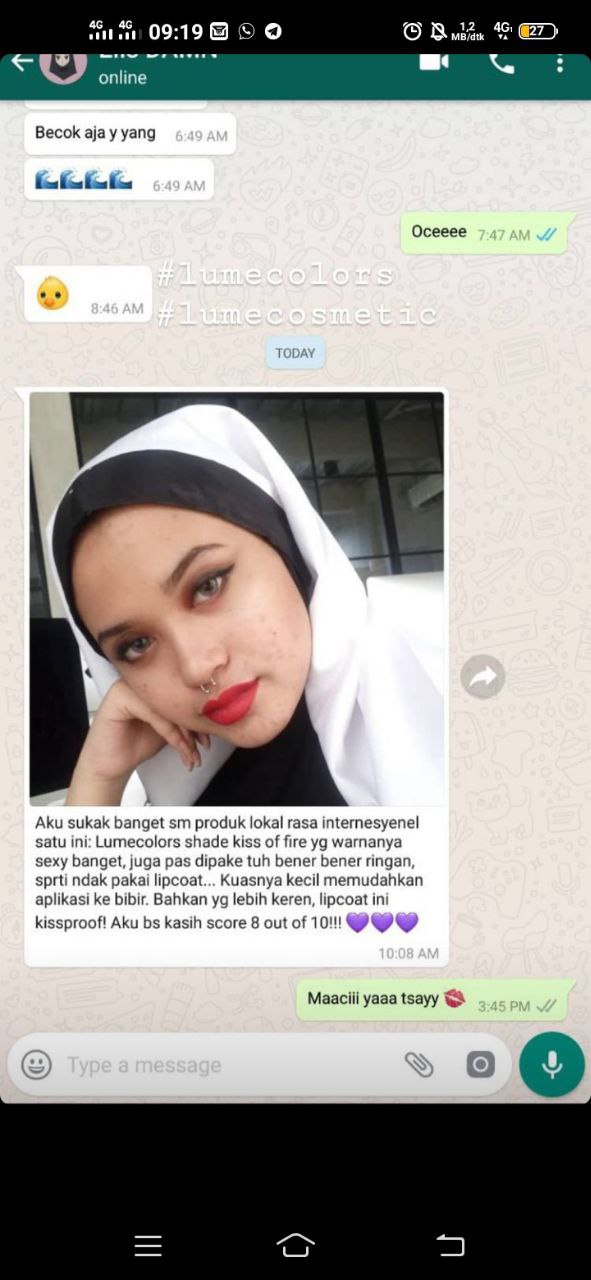 4G 4G 09:19 1,2 MB/dtk 4G 27
online
Becok aja y yang 6:49 AM
6:49 AM
Oceeee 7:47 AM
8:46 AM
#lumecolors
#lumecosmetic
TODAY
Aku sukak banget sm produk lokal rasa internesyenel
satu ini: Lumecolors shade kiss of fire yg warnanya
sexy banget, juga pas dipake tuh bener bener ringan,
sprti ndak pakai lipcoat... Kuasnya kecil memudahkan
aplikasi ke bibir. Bahkan yg lebih keren, lipcoat ini
kissproof! Aku bs kasih score 8 out of 10!!! 💜💜💜
10:08 AM
Maaciii yaaa tsayy 💋 3:45 PM
Type a message